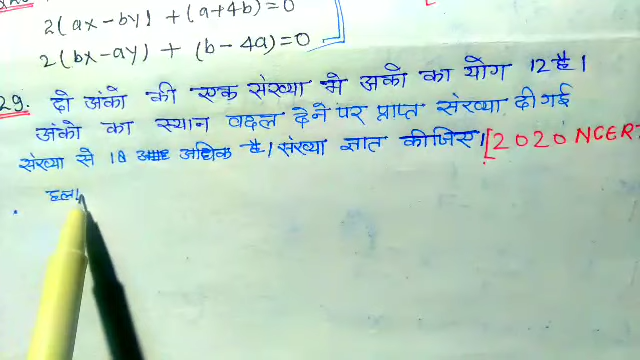 2(ax-by) + (a+4b)=0
2(bx-ay) + (b-4a)=0
29. दो अंको की एक संख्या मे अंको का योग 12 है।
अंको का स्थान बदल देने पर प्राप्त संख्या दी गई
संख्या से 18 अधिक है। संख्या ज्ञात कीजिए। [2020 NCERT
हल